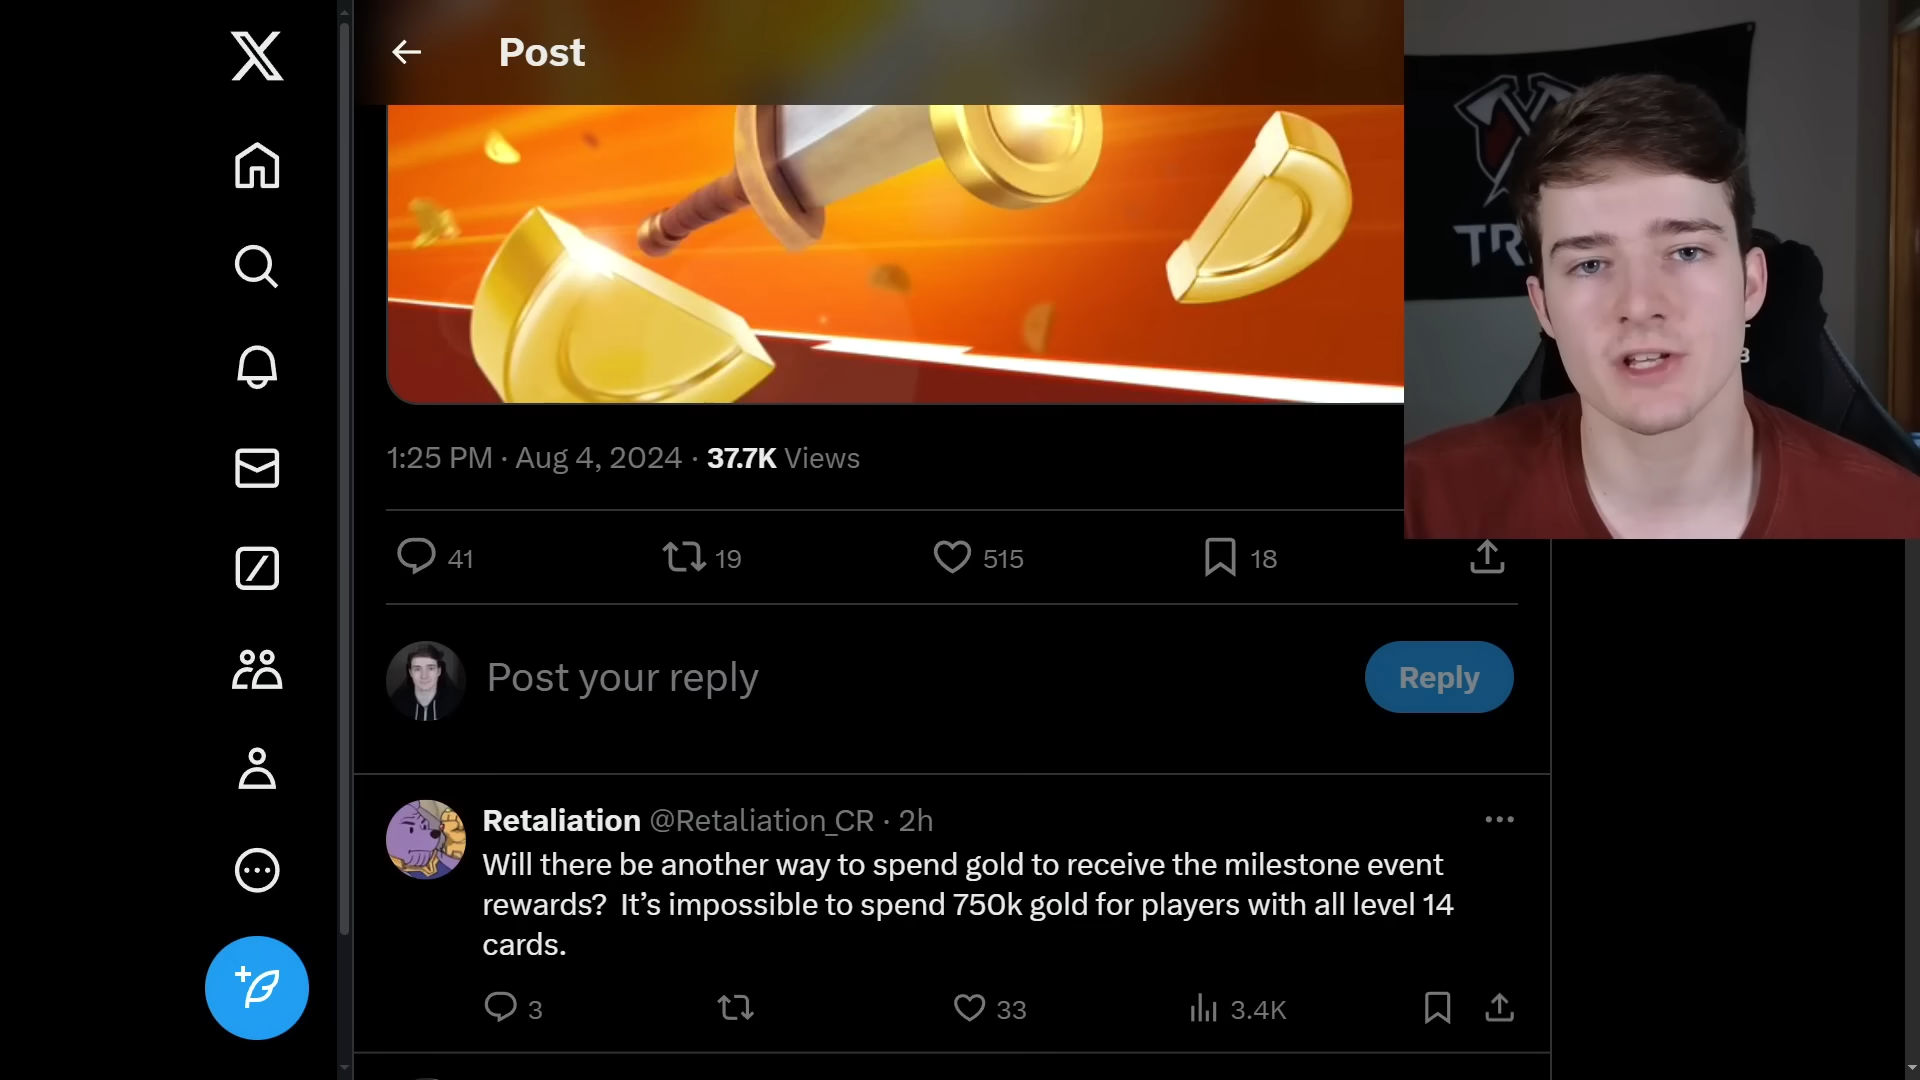 Post
1:25 PM · Aug 4, 2024 · 37.7K Views
41 19 515 18
Post your reply
Reply
Retaliation @Retaliation_CR · 2h
Will there be another way to spend gold to receive the milestone event
rewards? It’s impossible to spend 750k gold for players with all level 14
cards.
3 33 3.4K